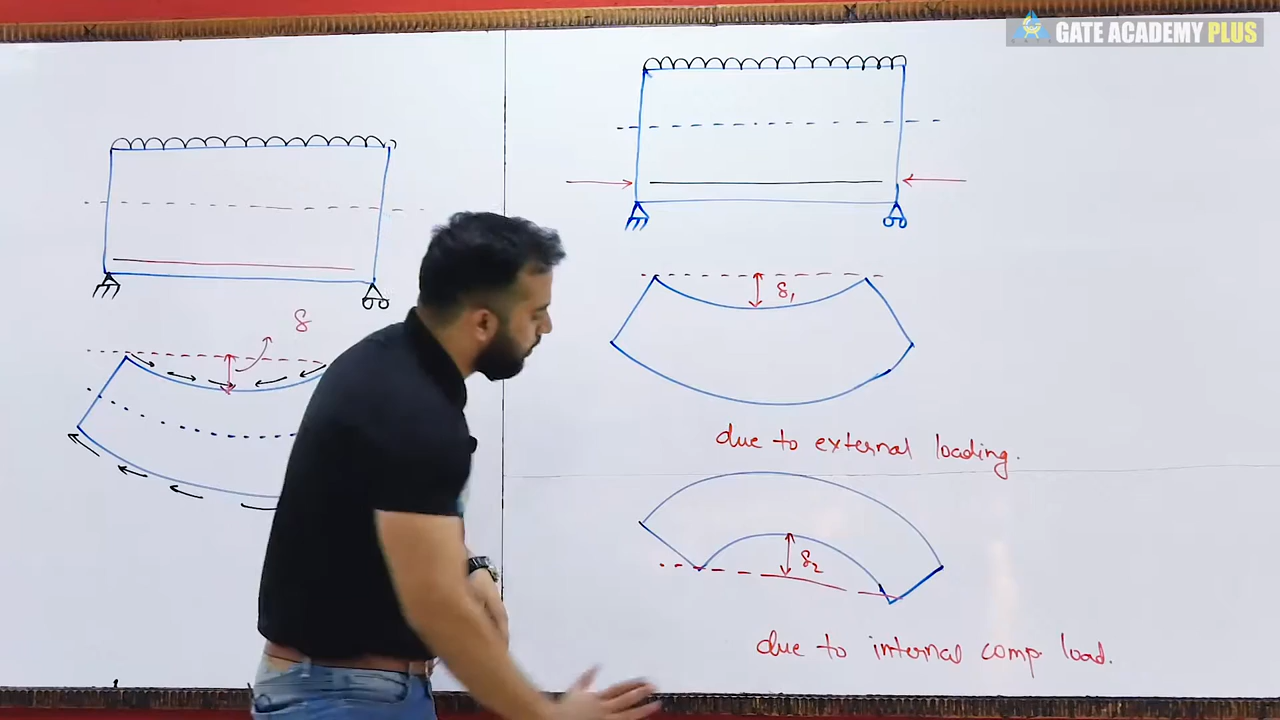 GATE ACADEMY PLUS
δ
δ₁
due to external loading.
δ₂
due to internal comp. load.